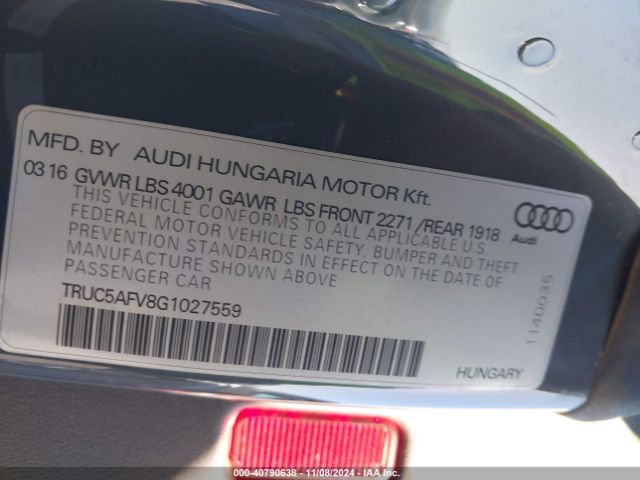 MFD. BY AUDI HUNGARIA MOTOR Kft.
03 16 GVWR LBS 4001 GAWR LBS FRONT 2271 /REAR 1918
THIS VEHICLE CONFORMS TO ALL APPLICABLE U.S
FEDERAL MOTOR VEHICLE SAFETY, BUMPER AND THEFT
PREVENTION STANDARDS IN EFFECT ON THE DATE OF
MANUFACTURE SHOWN ABOVE
PASSENGER CAR
TRUC5AFV8G1027559
Audi
1140035
HUNGARY
000-40790638 - 11/08/2024 - IAAI.com